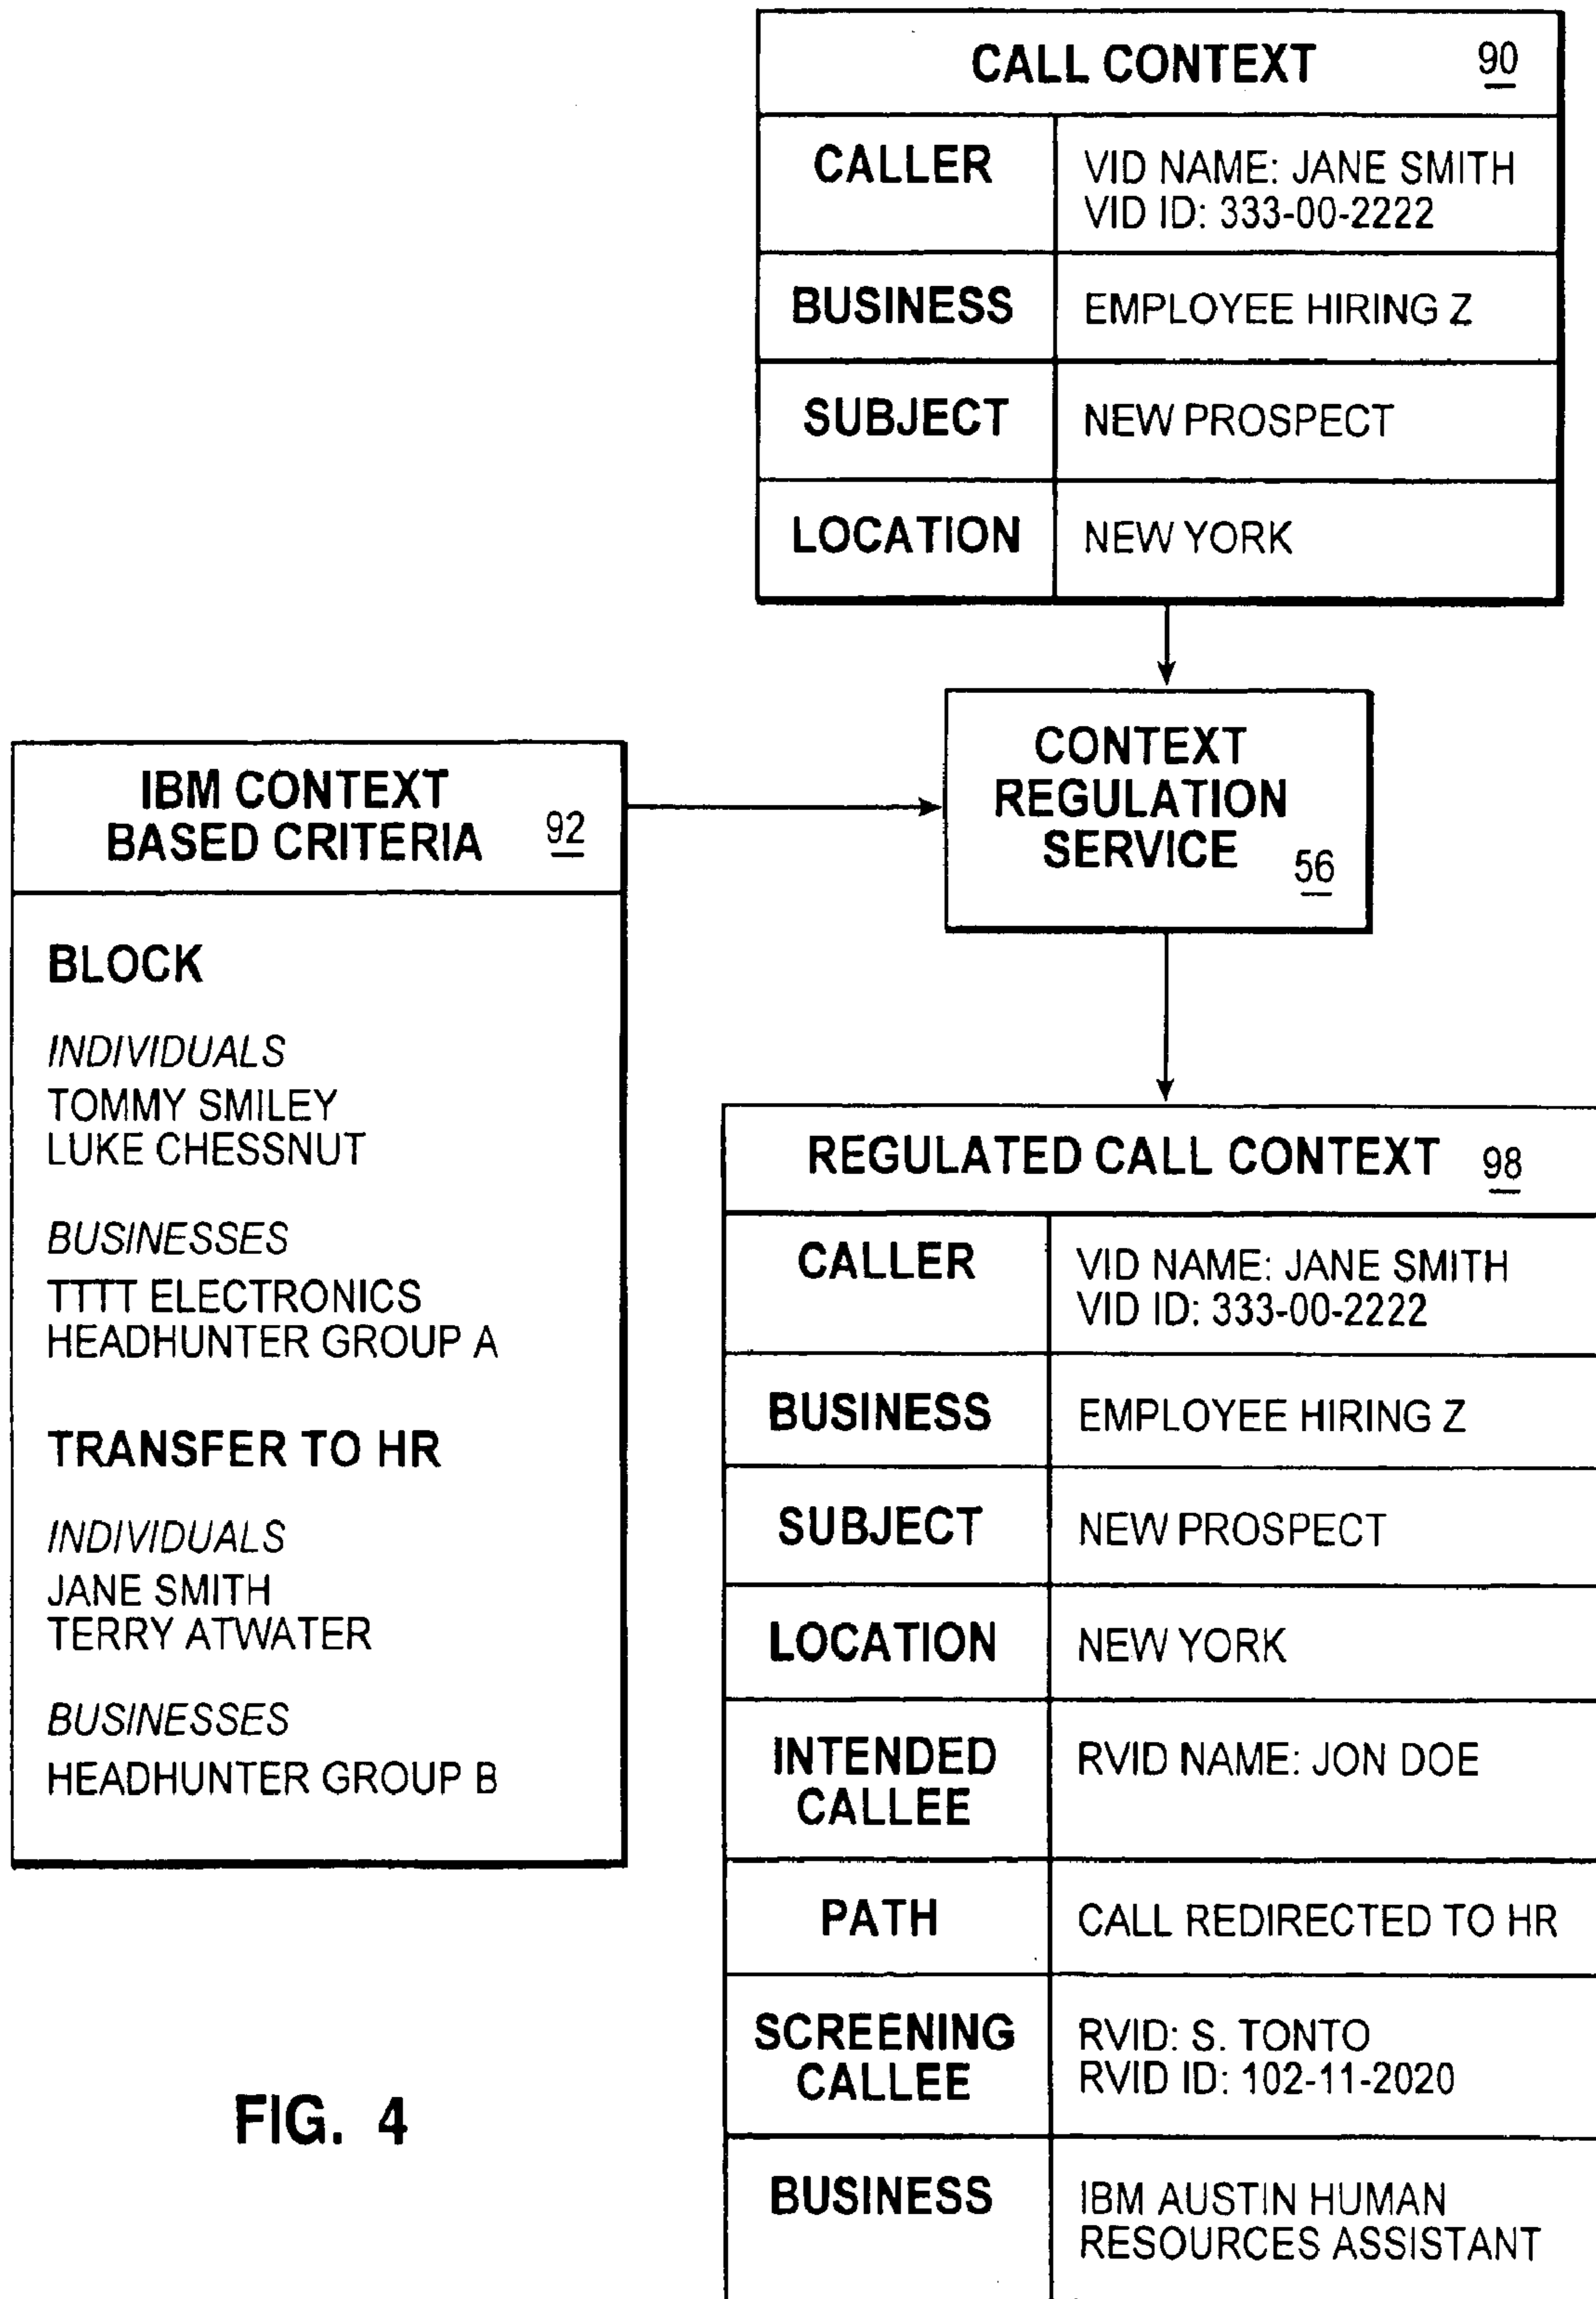 CALL CONTEXT 90
CALLER
VID NAME: JANE SMITH
VID ID: 333-00-2222
BUSINESS
EMPLOYEE HIRING Z
SUBJECT
NEW PROSPECT
LOCATION
NEW YORK
CONTEXT
REGULATION
SERVICE 56
IBM CONTEXT
BASED CRITERIA 92
BLOCK
INDIVIDUALS
TOMMY SMILEY
LUKE CHESSNUT
BUSINESSES
TTTT ELECTRONICS
HEADHUNTER GROUP A
TRANSFER TO HR
INDIVIDUALS
JANE SMITH
TERRY ATWATER
BUSINESSES
HEADHUNTER GROUP B
REGULATED CALL CONTEXT 98
CALLER
VID NAME: JANE SMITH
VID ID: 333-00-2222
BUSINESS
EMPLOYEE HIRING Z
SUBJECT
NEW PROSPECT
LOCATION
NEW YORK
INTENDED
CALLEE
RVID NAME: JON DOE
PATH
CALL REDIRECTED TO HR
SCREENING
CALLEE
RVID: S. TONTO
RVID ID: 102-11-2020
BUSINESS
IBM AUSTIN HUMAN
RESOURCES ASSISTANT
FIG. 4